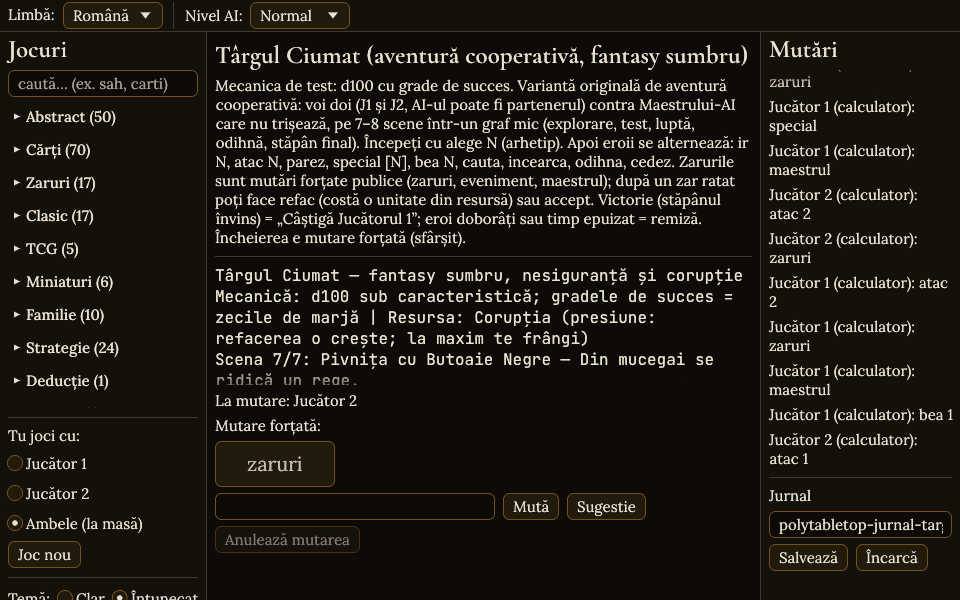 Limbă:
Română
Nivel AI:
Normal
Jocuri
caută... (ex. sah, carti)
Abstract (50)
Cărți (70)
Zaruri (17)
Clasic (17)
TCG (5)
Miniaturi (6)
Familie (10)
Strategie (24)
Deducție (1)
Tu joci cu:
Jucător 1
Jucător 2
Ambele (la masă)
Joc nou
Temă:
Clar
Întunecat
Târgul Ciumat (aventură cooperativă, fantasy sumbru)
Mecanica de test: d100 cu grade de succes. Variantă originală de aventură
cooperativă: voi doi (J1 și J2, AI-ul poate fi partenerul) contra Maestrului-AI
care nu trișează, pe 7–8 scene într-un graf mic (explorare, test, luptă,
odihnă, stăpân final). Începeți cu alege N (arhetip). Apoi eroii se alternează: ir
N, atac N, parez, special [N], bea N, cauta, incearca, odihna, cedez. Zarurile
sunt mutări forțate publice (zaruri, eveniment, maestrul); după un zar ratat
poți face refac (costă o unitate din resursă) sau accept. Victorie (stăpânul
învins) = „Câștigă Jucătorul 1”; eroi doborâți sau timp epuizat = remiză.
Încheierea e mutare forțată (sfârșit).
Târgul Ciumat — fantasy sumbru, nesiguranță și corupție
Mecanică: d100 sub caracteristică; gradele de succes =
zecile de marjă | Resursa: Corupția (presiune:
refacerea o crește; la maxim te frângi)
Scena 7/7: Pivnița cu Butoaie Negre — Din mucegai se
ridică un rege.
La mutare: Jucător 2
Mutare forțată:
zaruri
Mută
Sugestie
Anulează mutarea
Mutări
zaruri
Jucător 1 (calculator):
special
Jucător 1 (calculator):
maestrul
Jucător 2 (calculator):
atac 2
Jucător 2 (calculator):
zaruri
Jucător 1 (calculator): atac
2
Jucător 1 (calculator):
zaruri
Jucător 1 (calculator):
maestrul
Jucător 1 (calculator): bea 1
Jucător 2 (calculator):
atac 1
Jurnal
polytabletop-jurnal-tar
Salvează
Încarcă